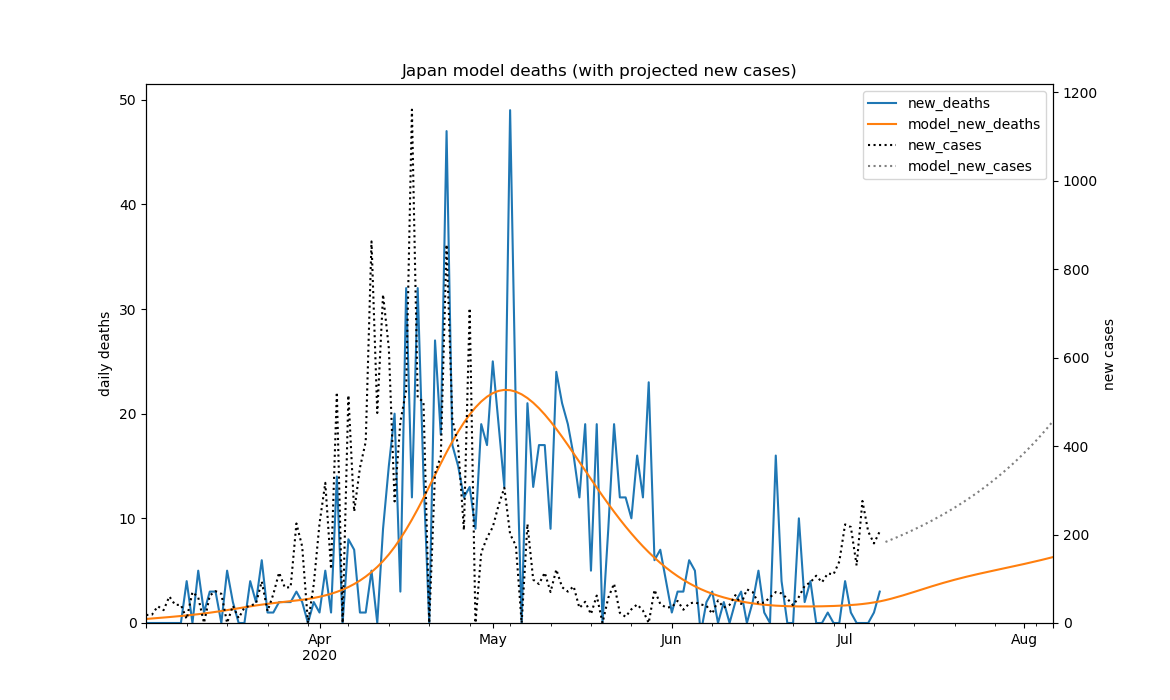 Japan model deaths (with projected new cases)
new_deaths
model_new_deaths
new_cases
model_new_cases
daily deaths
50
40
30
20
10
0
new cases
1200
1000
800
600
400
200
0
Apr
2020
May
Jun
Jul
Aug